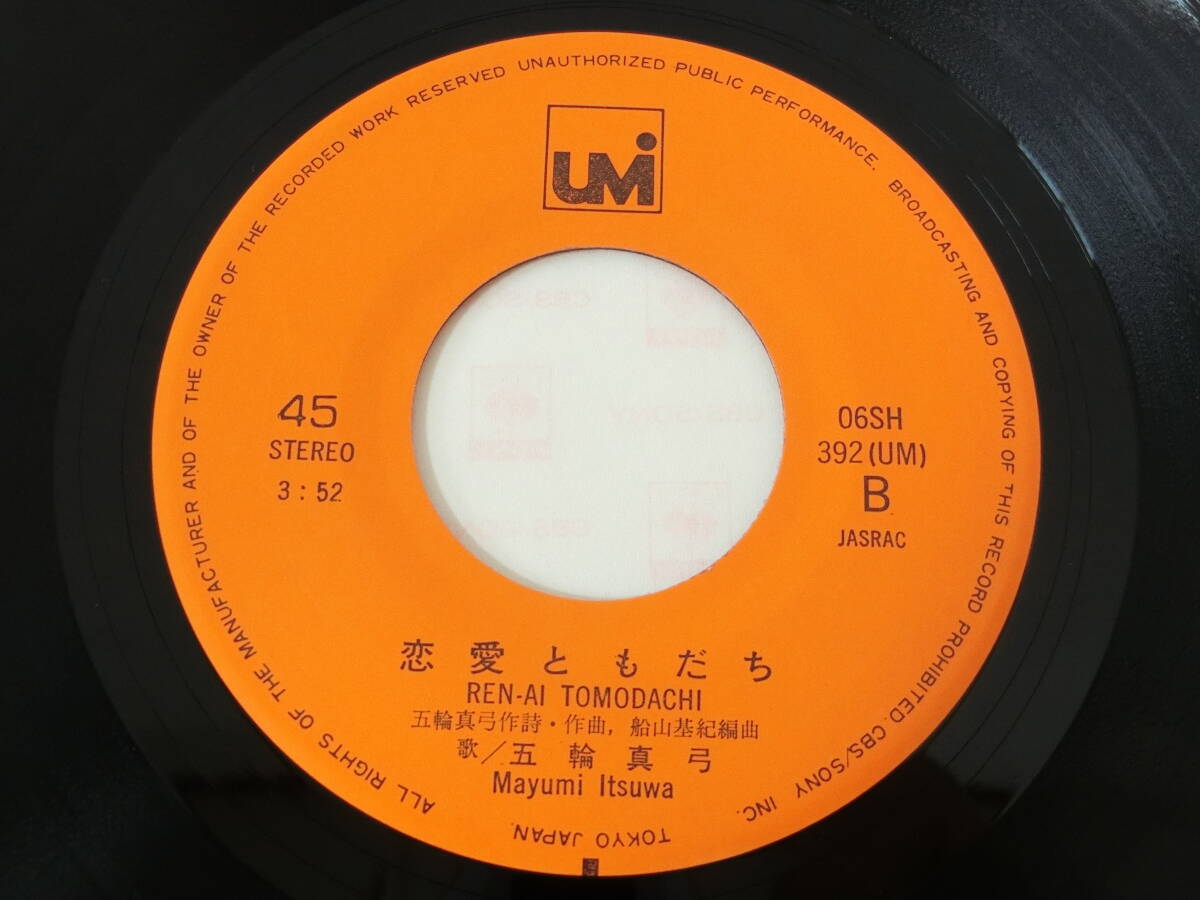 UMI
ALL RIGHTS OF THE MANUFACTURER AND OF THE OWNER OF THE RECORDED WORK RESERVED UNAUTHORIZED PUBLIC PERFORMANCE. BROADCASTING AND COPYING OF THIS RECORD PROHIBITED. CBS/SONY INC. TOKYO JAPAN.
45
STEREO
3:52
06SH
392(UM)
B
JASRAC
恋愛ともだち
REN-AI TOMODACHI
五輪真弓作詩・作曲, 船山基紀編曲
歌/五輪真弓
Mayumi Itsuwa